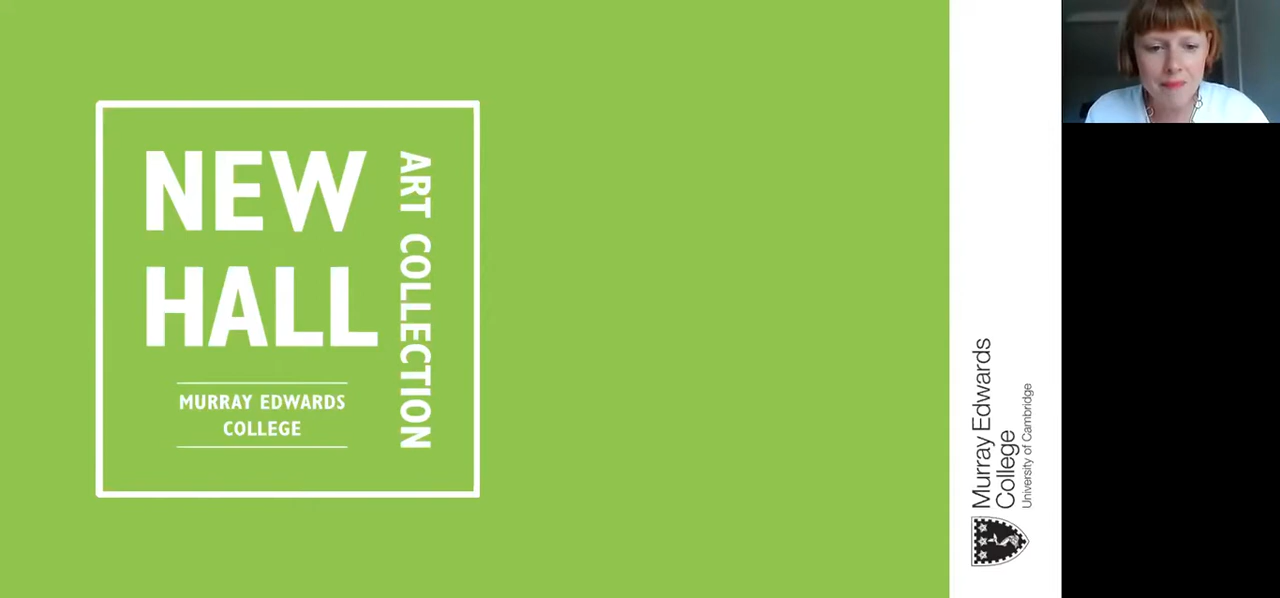 NEW
HALL
ART COLLECTION
MURRAY EDWARDS
COLLEGE
Murray Edwards
College
University of Cambridge